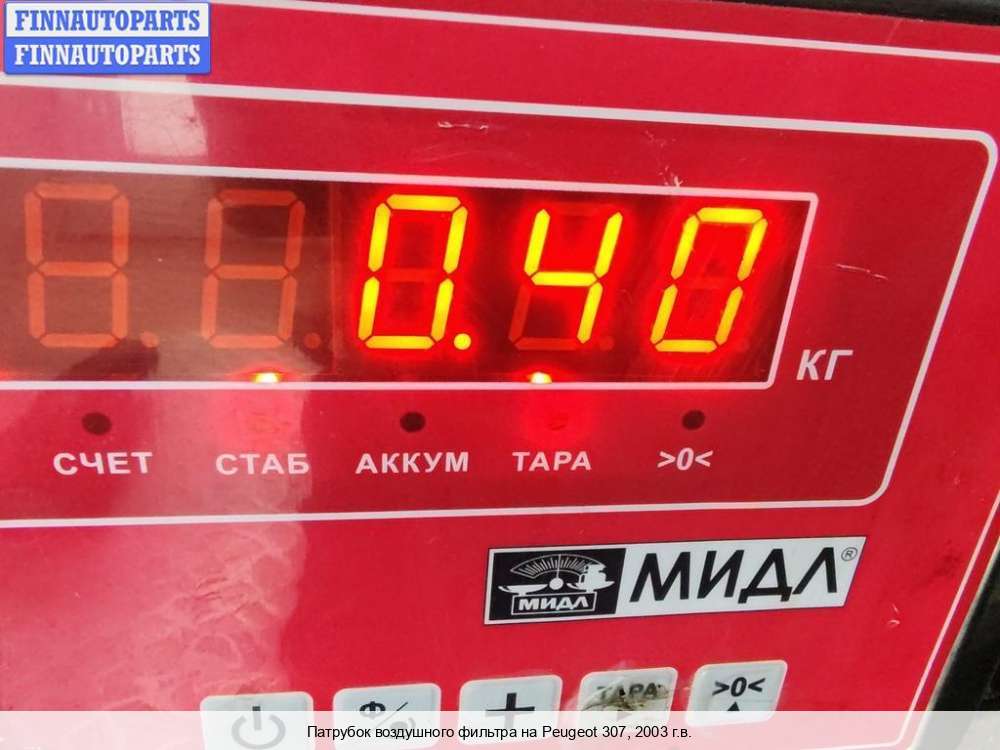 FINNAUTOPARTS
FINNAUTOPARTS
0.40
КГ
СЧЕТ СТАБ АККУМ ТАРА >0<
МИДЛ МИДЛ®
ТАРА >0<
Патрубок воздушного фильтра на Peugeot 307, 2003 г.в.